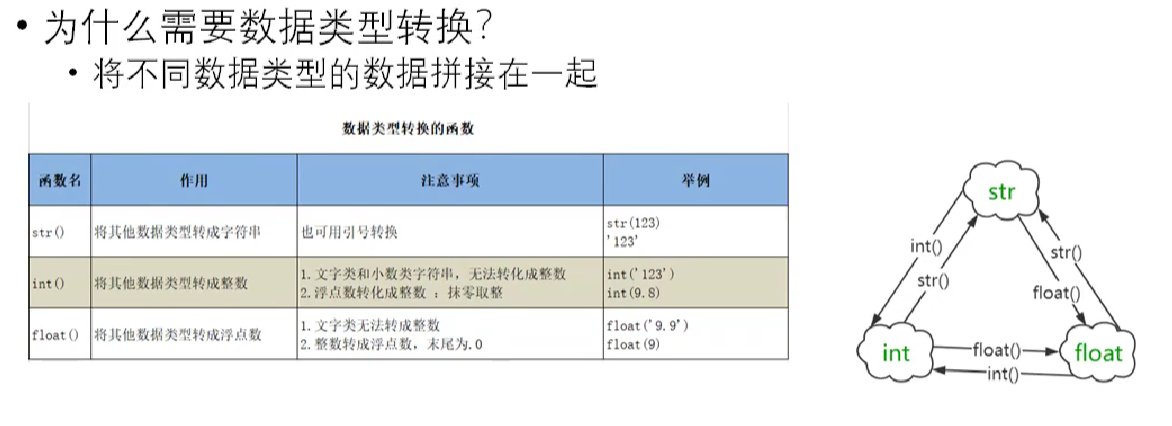 • 为什么需要数据类型转换?
• 将不同数据类型的数据拼接在一起
数据类型转换的函数
函数名 作用 注意事项 举例
str() 将其他数据类型转成字符串 也可用引号转换 str(123)
'123'
int() 将其他数据类型转成整数 1.文字类和小数类字符串，无法转化成整数 int('123')
2.浮点数转化成整数：抹零取整 int(9.8)
float() 将其他数据类型转成浮点数 1.文字类无法转成整数 float('9.9')
2.整数转成浮点数，末尾为.0 float(9)
str
int()
str()
str()
float()
int
float()
int()
float